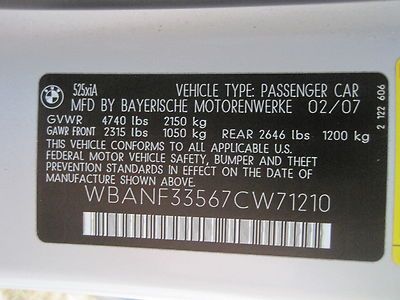 BMW
525xiA
VEHICLE TYPE: PASSENGER CAR
MFD BY BAYERISCHE MOTORENWERKE 02/07
GVWR 4740 lbs 2150 kg
GAWR FRONT 2315 lbs 1050 kg REAR 2646 lbs 1200 kg
THIS VEHICLE CONFORMS TO ALL APPLICABLE U.S.
FEDERAL MOTOR VEHICLE SAFETY, BUMPER AND THEFT
PREVENTION STANDARDS IN EFFECT ON THE DATE OF
MANUFACTURE SHOWN ABOVE.
WBANF33567CW71210
2 122 606